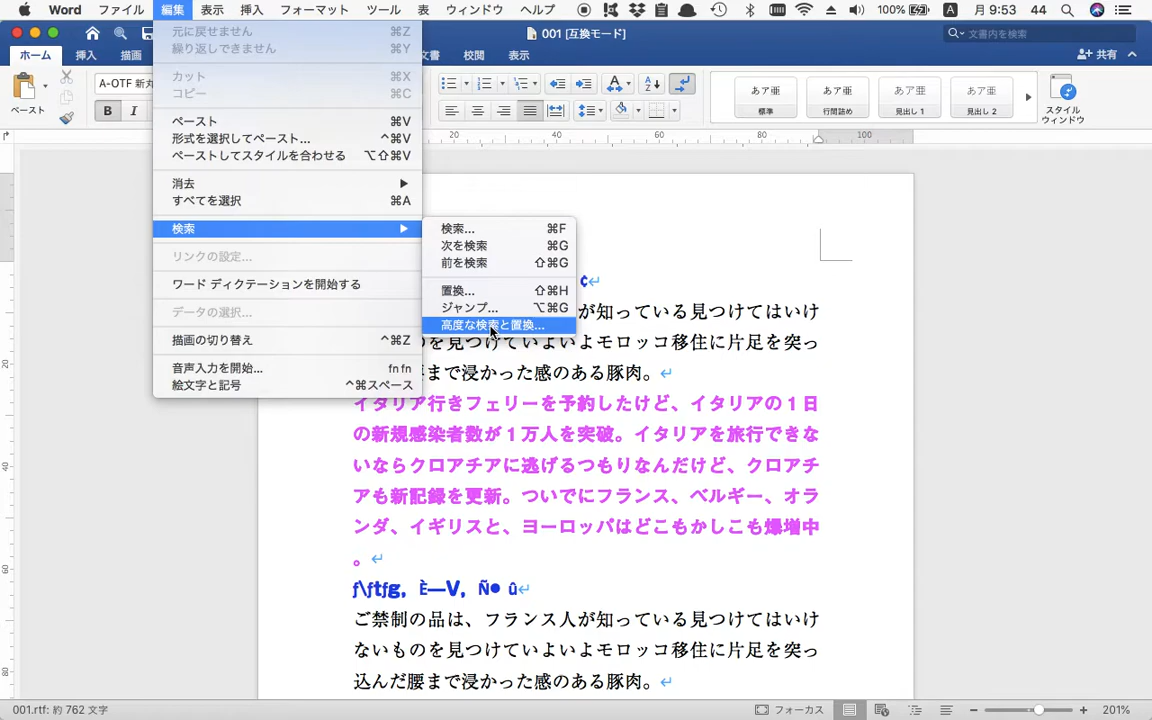 Word ファイル 編集 表示 挿入 フォーマット ツール 表 ウィンドウ ヘルプ 100% A 月 9:53 44
001 [互換モード] 文書内を検索
ホーム 挿入 描画 文書 校閲 表示 共有
元に戻せません ⌘Z
繰り返しできません ⌘Y
カット ⌘X
コピー ⌘C
ペースト ⌘V
形式を選択してペースト... ^⌘V
ペーストしてスタイルを合わせる ⌥⇧⌘V
消去 ▶
すべてを選択 ⌘A
検索 ▶
リンクの設定...
ワード ディクテーションを開始する
データの選択...
描画の切り替え ^⌘Z
音声入力を開始... fn fn
絵文字と記号 ^⌘スペース
検索... ⌘F
次を検索 ⌘G
前を検索 ⇧⌘G
置換... ⇧⌘H
ジャンプ... ⌥⌘G
高度な検索と置換...
ペースト
A-OTF 新丸
B I
あア亜 あア亜 あア亜 あア亜
標準 行間詰め 見出し 1 見出し 2
スタイル
ウィンドウ
20 40 60 80 100
20
40
60
80
¢↵
が知っている見つけてはいけ
ものを見つけていよいよモロッコ移住に片足を突っ
腰まで浸かった感のある豚肉。↵
イタリア行きフェリーを予約したけど、イタリアの１日
の新規感染者数が１万人を突破。イタリアを旅行できな
いならクロアチアに逃げるつもりなんだけど、クロアチ
アも新記録を更新。ついでにフランス、ベルギー、オラ
ンダ、イギリスと、ヨーロッパはどこもかしこも爆増中
。↵
ƒ\ƒtƒg, È—V, Ñ● û↵
ご禁制の品は、フランス人が知っている見つけてはいけ
ないものを見つけていよいよモロッコ移住に片足を突っ
込んだ腰まで浸かった感のある豚肉。↵
001.rtf: 約 762 文字 フォーカス 201%